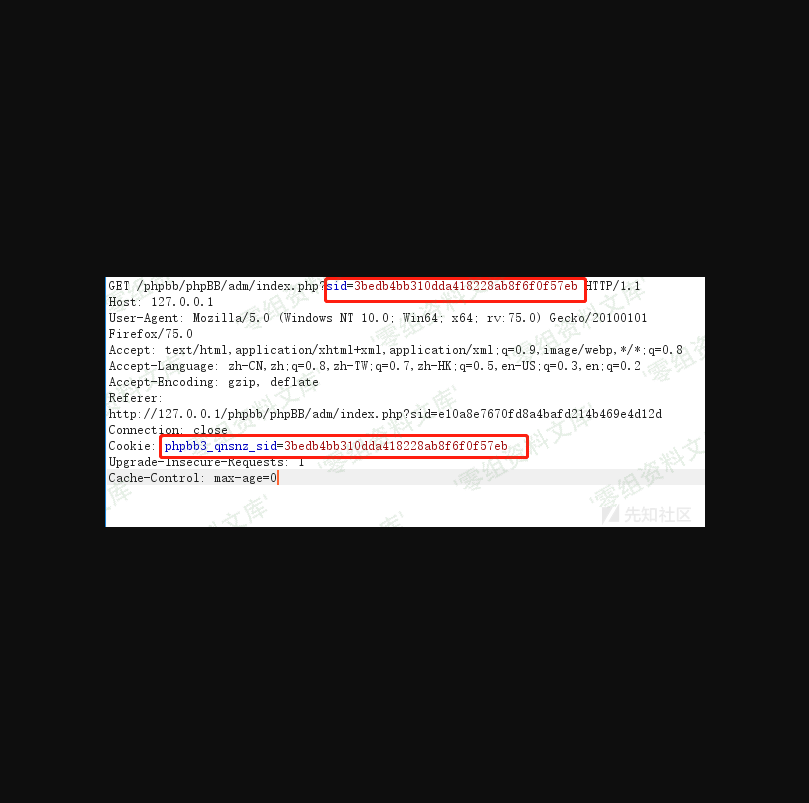 GET /phpbb/phpBB/adm/index.php?sid=3bedb4bb310dda418228ab8f6f0f57eb HTTP/1.1
Host: 127.0.0.1
User-Agent: Mozilla/5.0 (Windows NT 10.0; Win64; x64; rv:75.0) Gecko/20100101
Firefox/75.0
Accept: text/html,application/xhtml+xml,application/xml;q=0.9,image/webp,*/*;q=0.8
Accept-Language: zh-CN,zh;q=0.8,zh-TW;q=0.7,zh-HK;q=0.5,en-US;q=0.3,en;q=0.2
Accept-Encoding: gzip, deflate
Referer:
http://127.0.0.1/phpbb/phpBB/adm/index.php?sid=e10a8e7670fd8a4bafd214b469e4d12d
Connection: close
Cookie: phpbb3_qnsnz_sid=3bedb4bb310dda418228ab8f6f0f57eb
Upgrade-Insecure-Requests: 1
Cache-Control: max-age=0
'零组资料文库'
先知社区